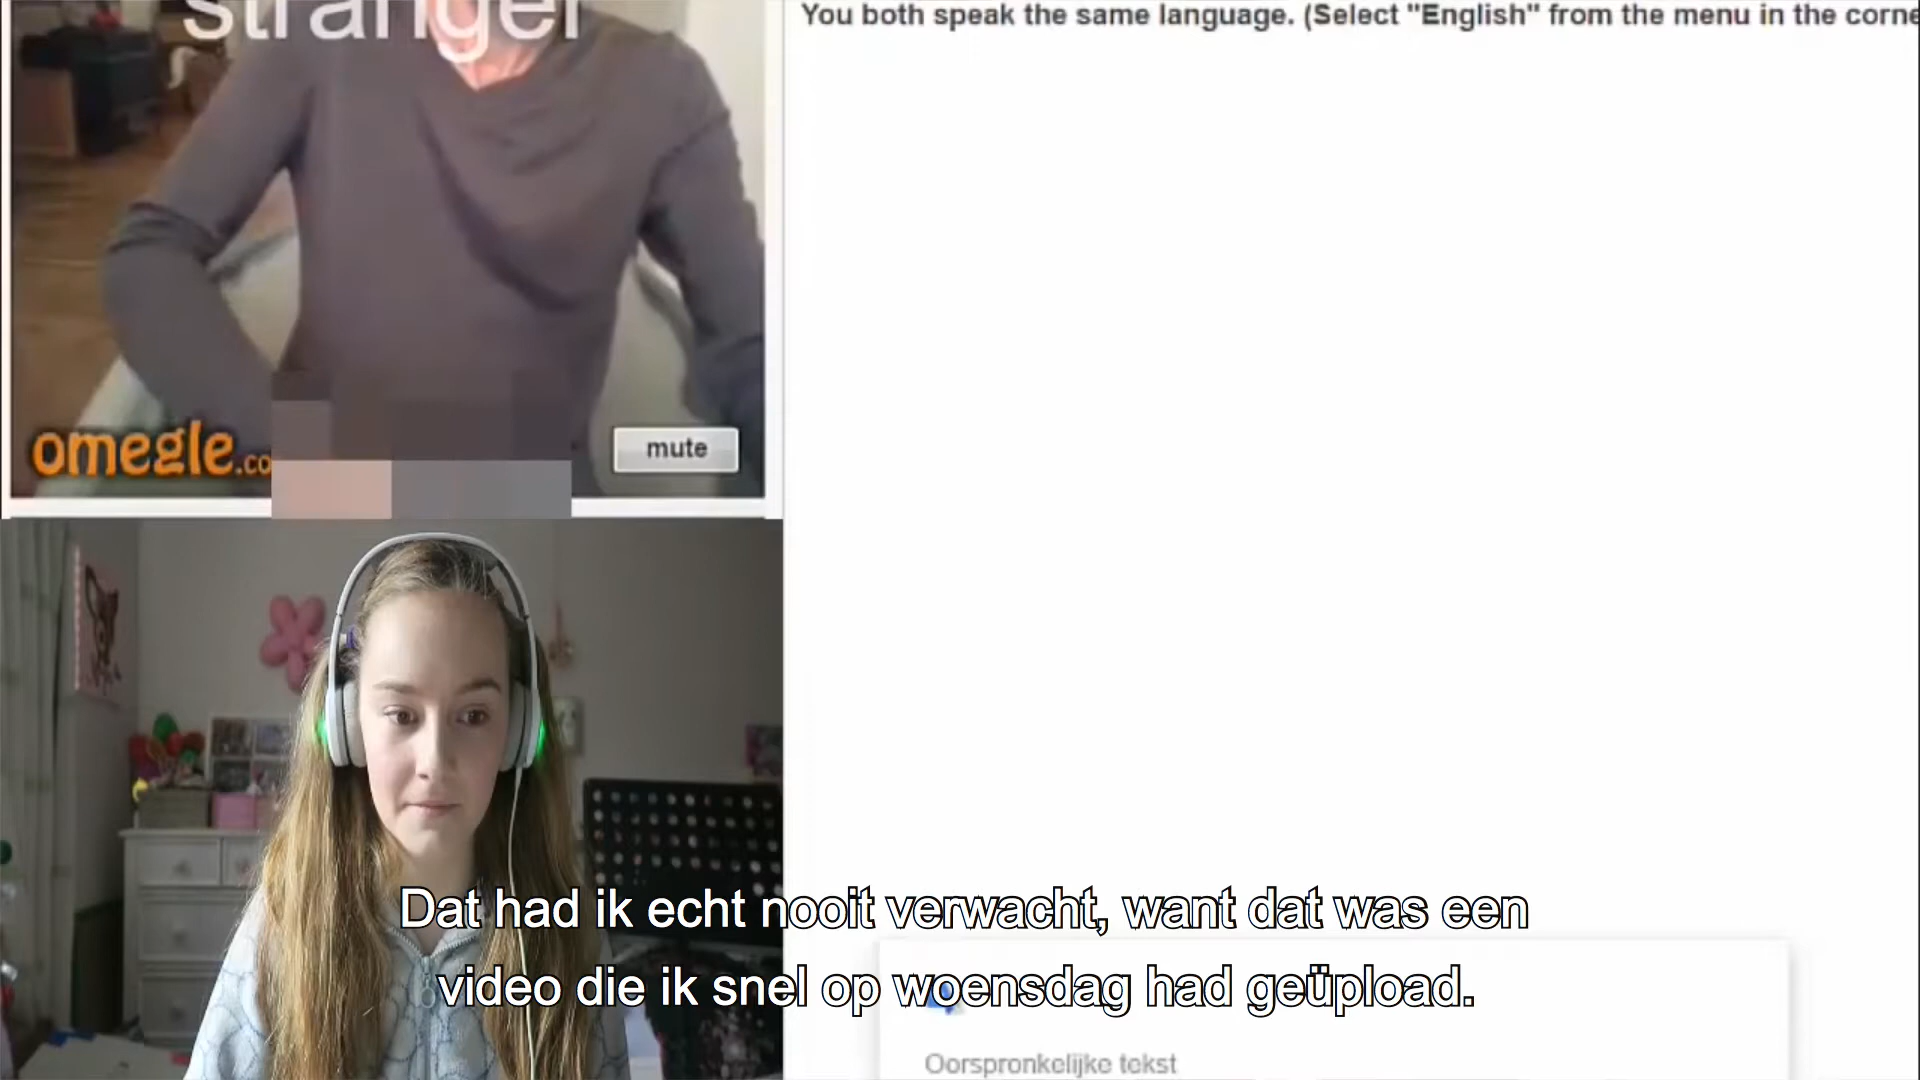 stranger
You both speak the same language. (Select "English" from the menu in the corne
omegle.co
mute
Dat had ik echt nooit verwacht, want dat was een
video die ik snel op woensdag had geüpload.
Oorspronkelijke tekst